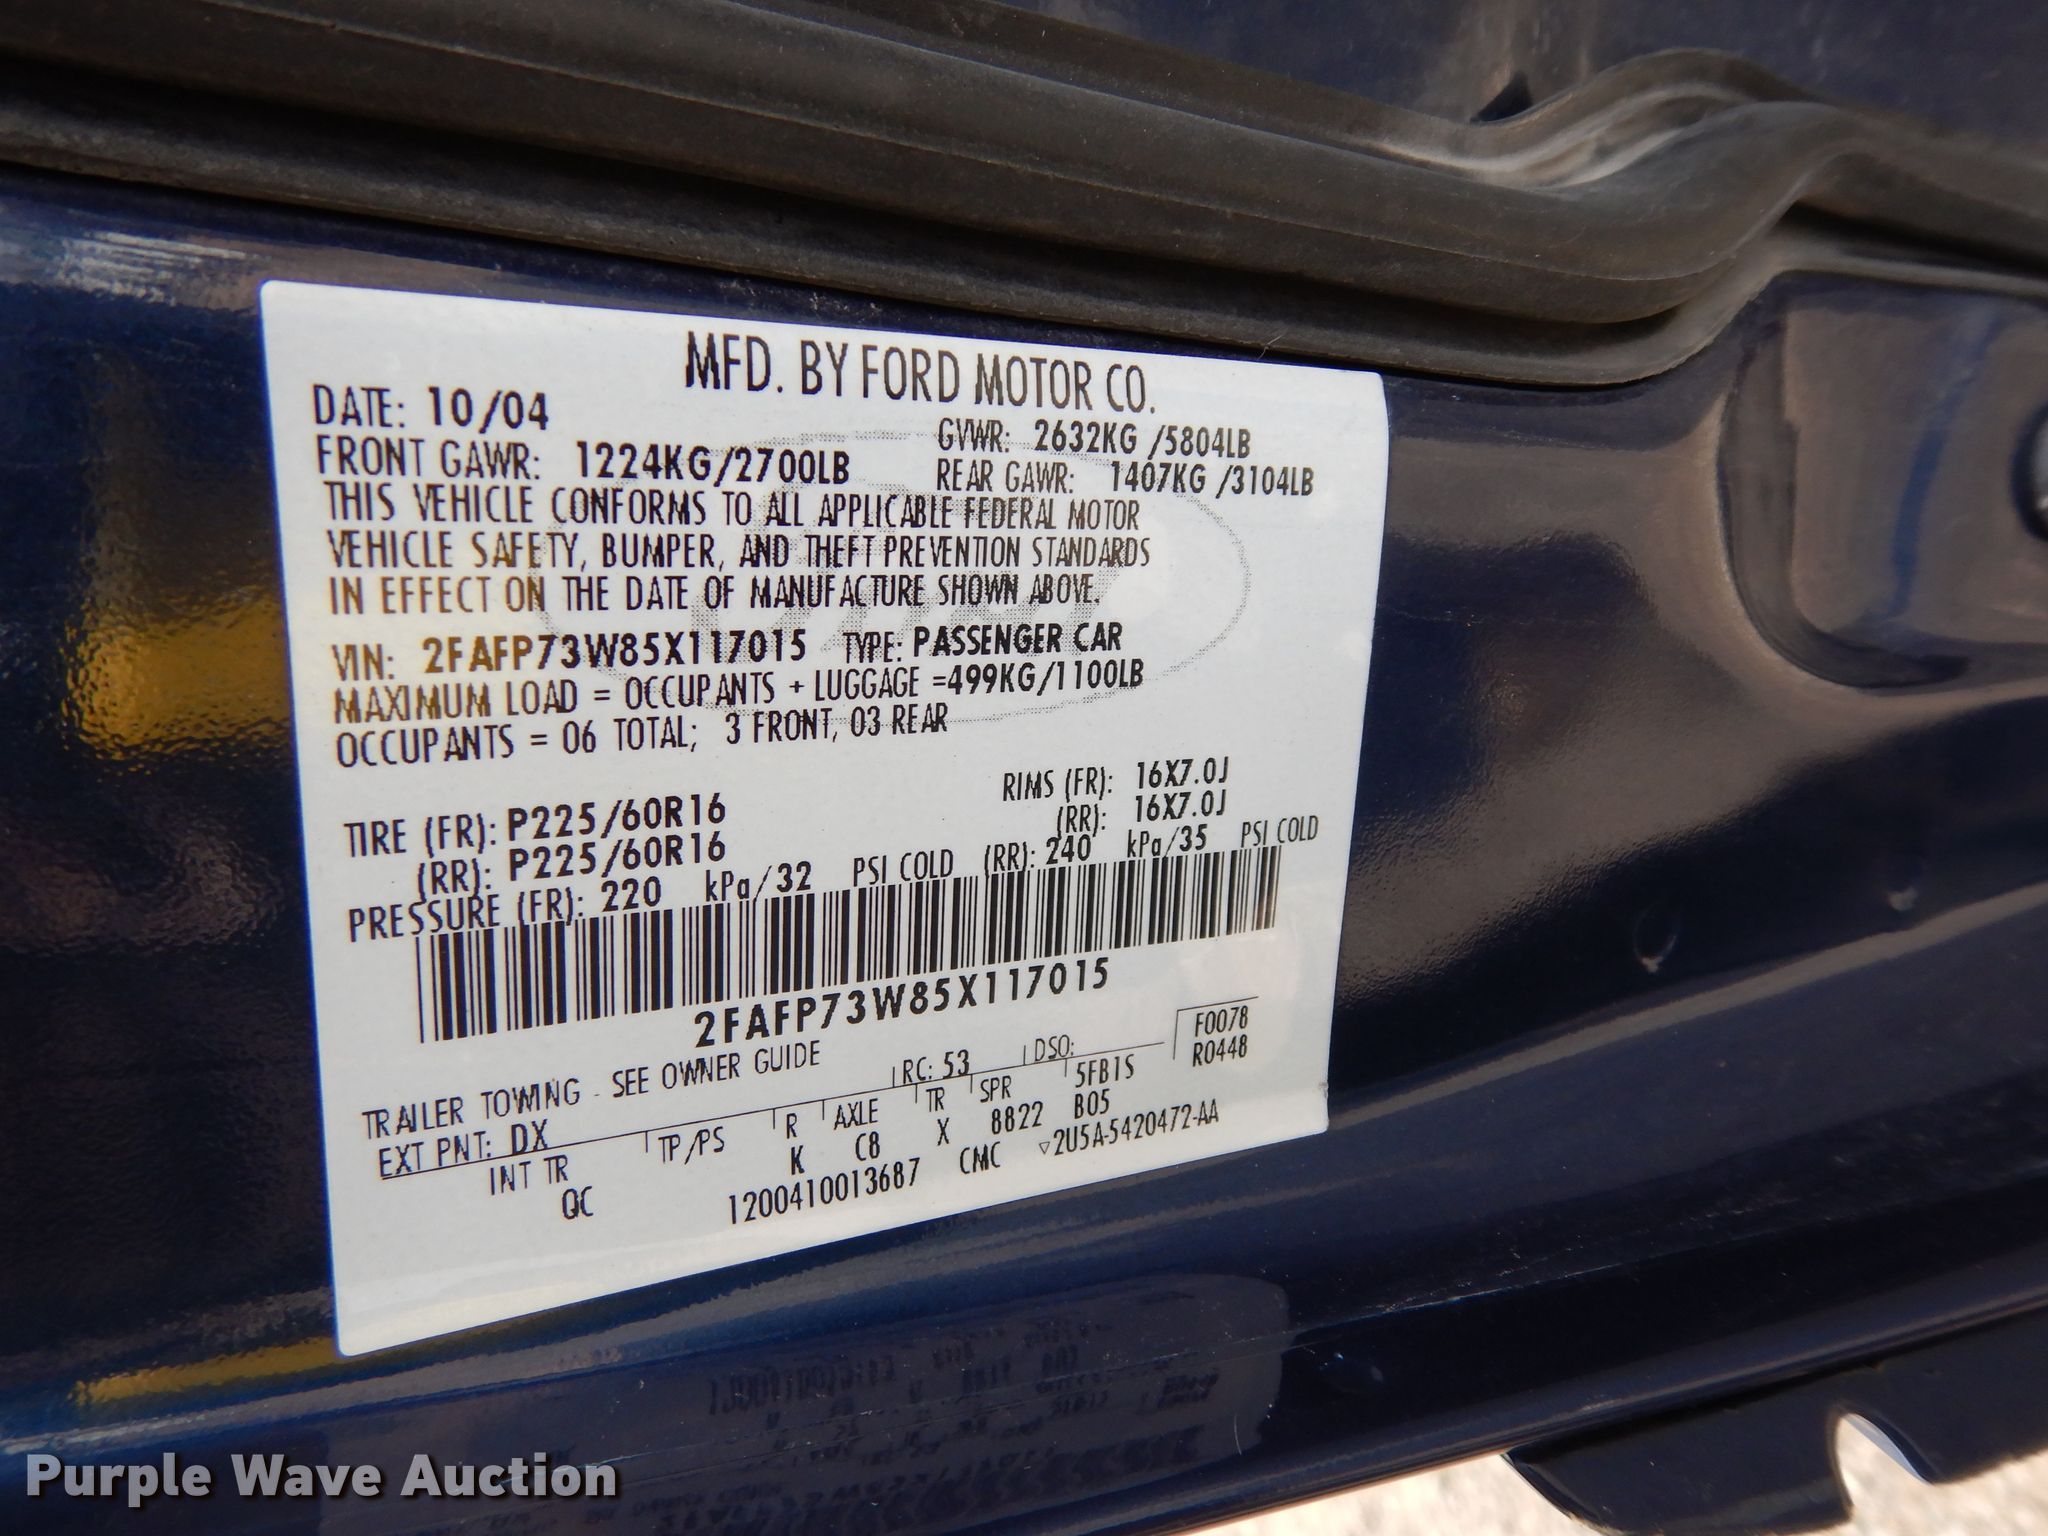 MFD. BY FORD MOTOR CO.
DATE: 10/04
GVWR: 2632KG /5804LB
FRONT GAWR: 1224KG/2700LB
REAR GAWR: 1407KG /3104LB
THIS VEHICLE CONFORMS TO ALL APPLICABLE FEDERAL MOTOR
VEHICLE SAFETY, BUMPER, AND THEFT PREVENTION STANDARDS
IN EFFECT ON THE DATE OF MANUFACTURE SHOWN ABOVE.
VIN: 2FAFP73W85X117015 TYPE: PASSENGER CAR
MAXIMUM LOAD = OCCUPANTS + LUGGAGE =499KG/1100LB
OCCUPANTS = 06 TOTAL; 3 FRONT, 03 REAR
TIRE (FR): P225/60R16 RIMS (FR): 16X7.0J
(RR): P225/60R16 (RR): 16X7.0J
PRESSURE (FR): 220 kPa/32 PSI COLD (RR): 240 kPa/35 PSI COLD
2FAFP73W85X117015
TRAILER TOWING - SEE OWNER GUIDE
EXT PNT: DX RC: 53 DSO: F0078
R0448
INT TR TP/PS R AXLE TR SPR 5FB1S
QC K C8 X 8822 B05
1200410013687 CMC ▽2U5A-5420472-AA
Purple Wave Auction